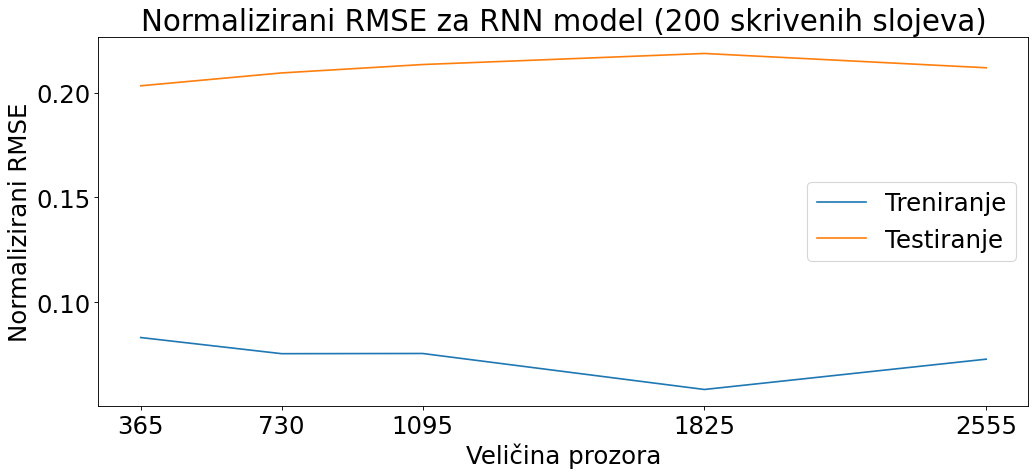 Normalizirani RMSE za RNN model (200 skrivenih slojeva)
Normalizirani RMSE
0.20
0.15
0.10
Treniranje
Testiranje
365 730 1095 1825 2555
Veličina prozora